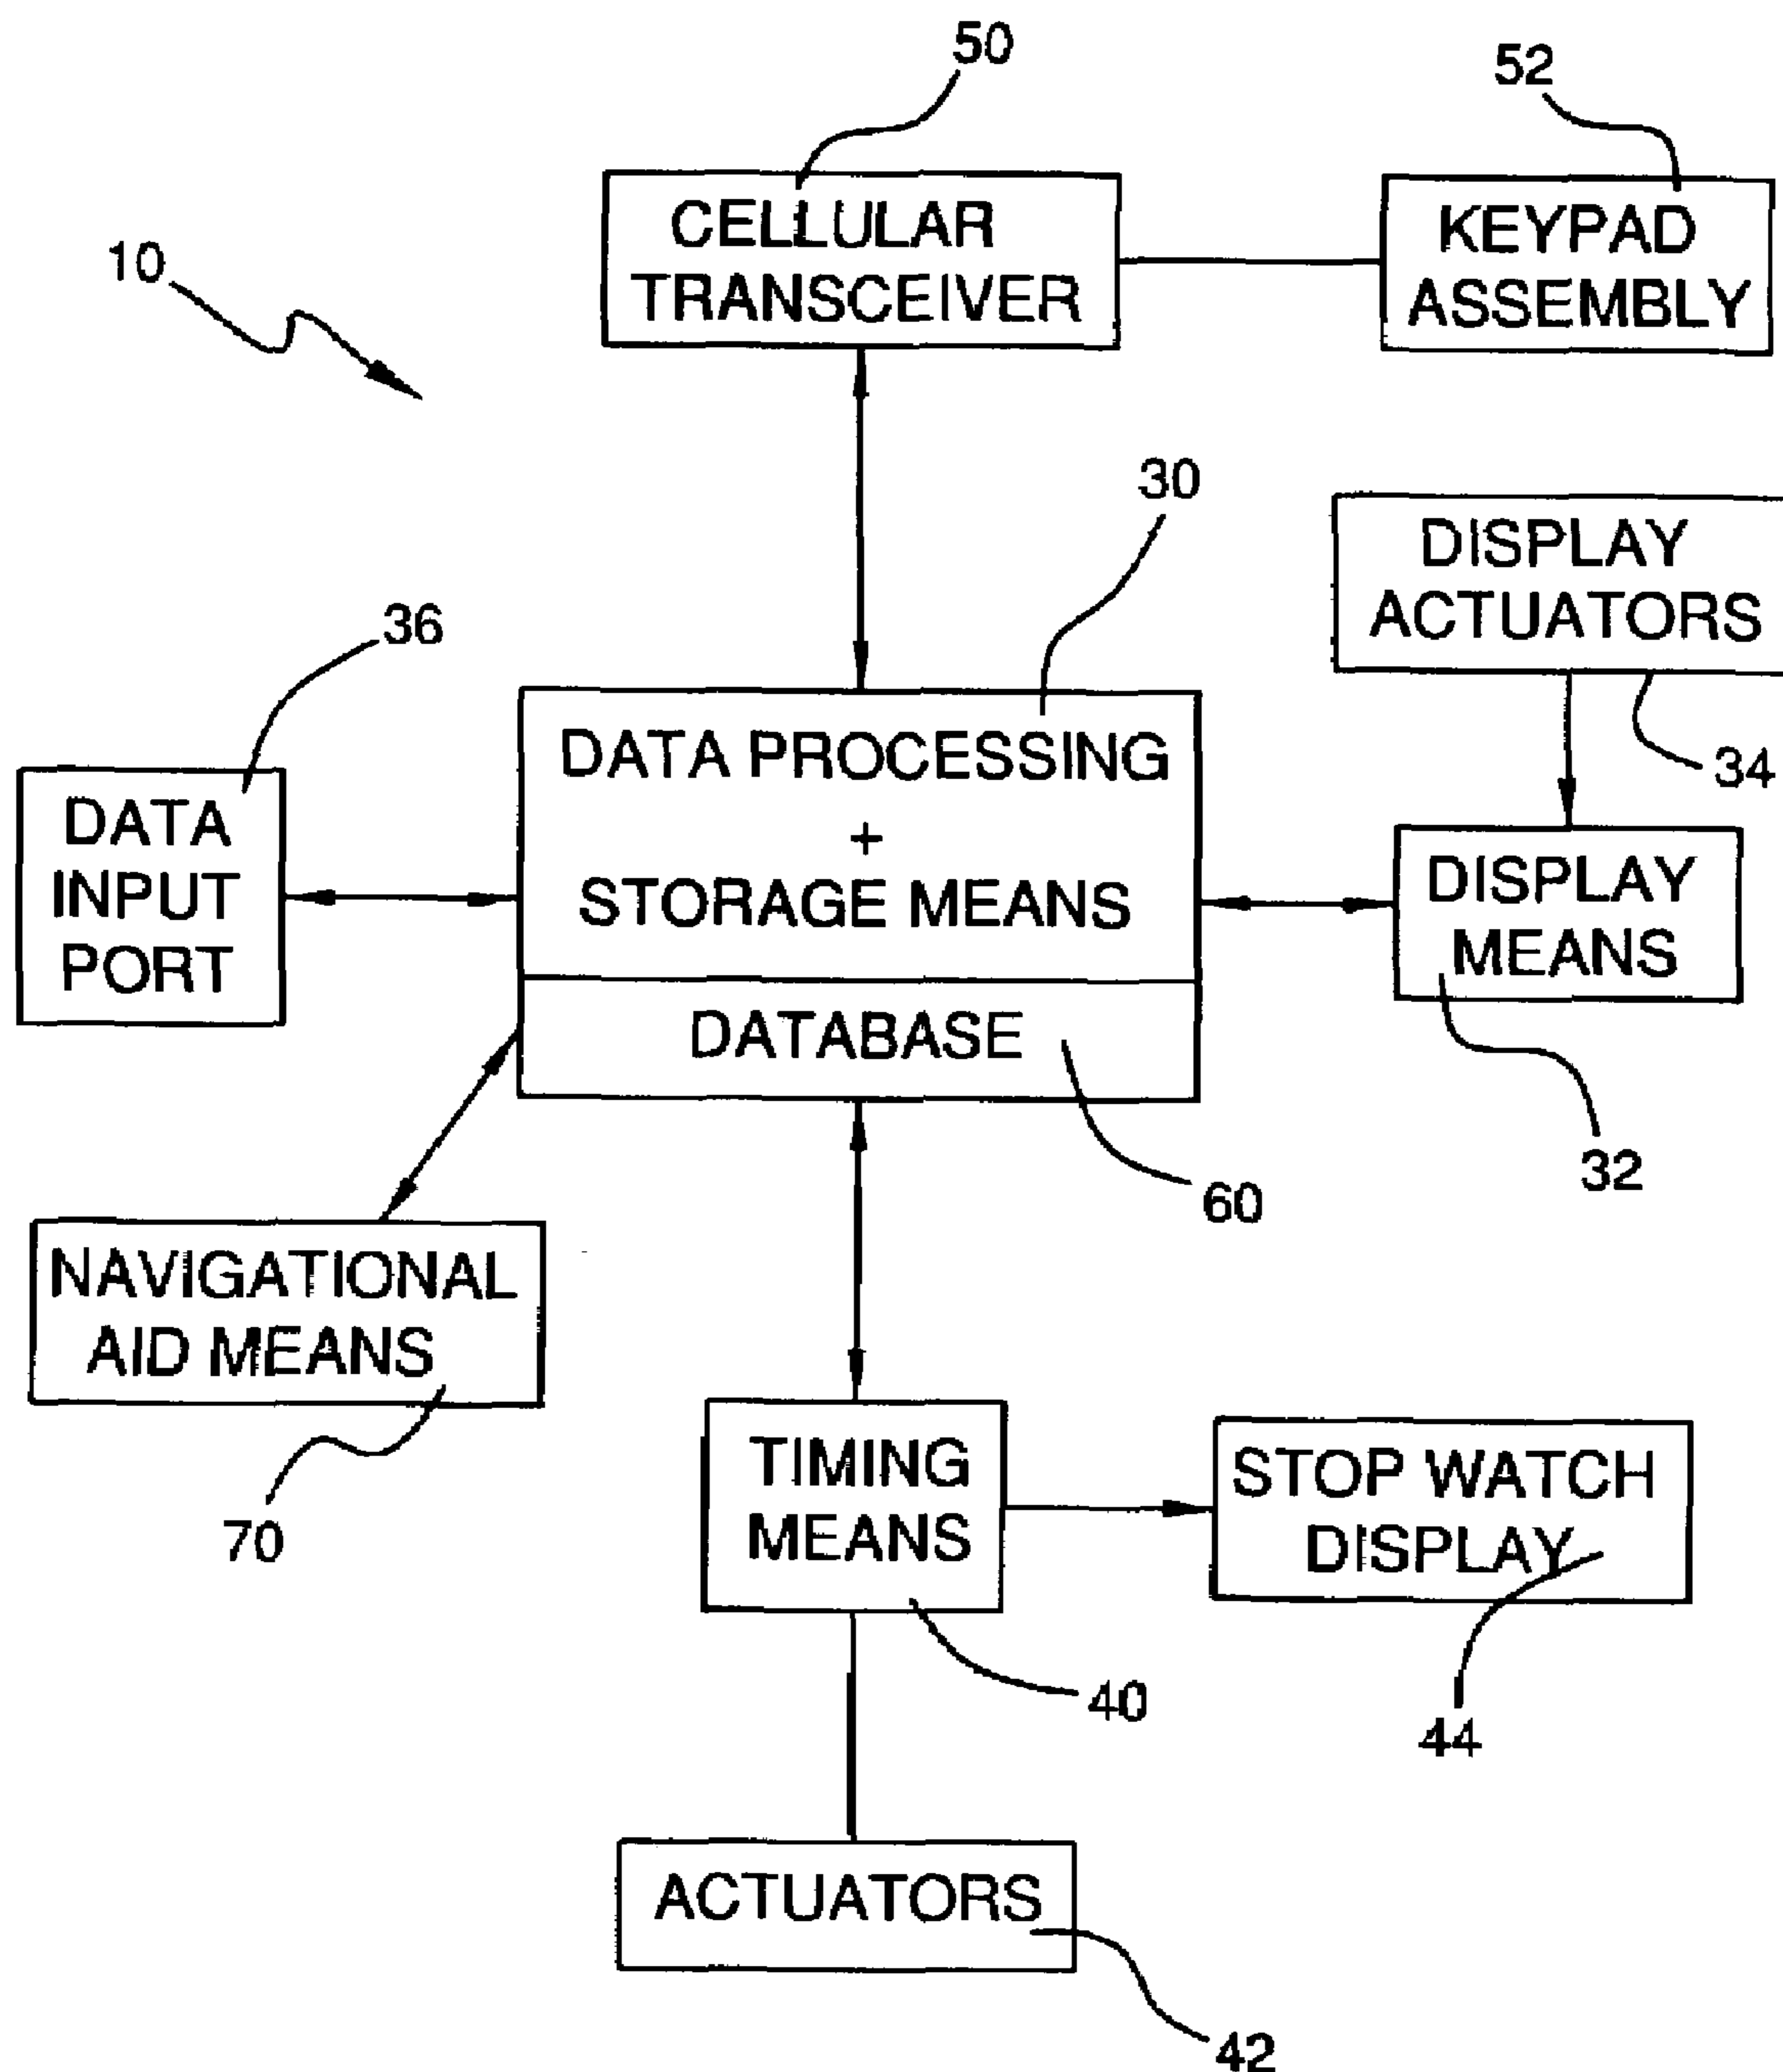 50
52
CELLULAR
TRANSCEIVER
KEYPAD
ASSEMBLY
10
30
DISPLAY
ACTUATORS
36
34
DATA PROCESSING
+
STORAGE MEANS
DATA
INPUT
PORT
DISPLAY
MEANS
DATABASE
32
60
NAVIGATIONAL
AID MEANS
70
TIMING
MEANS
STOP WATCH
DISPLAY
40
44
ACTUATORS
42